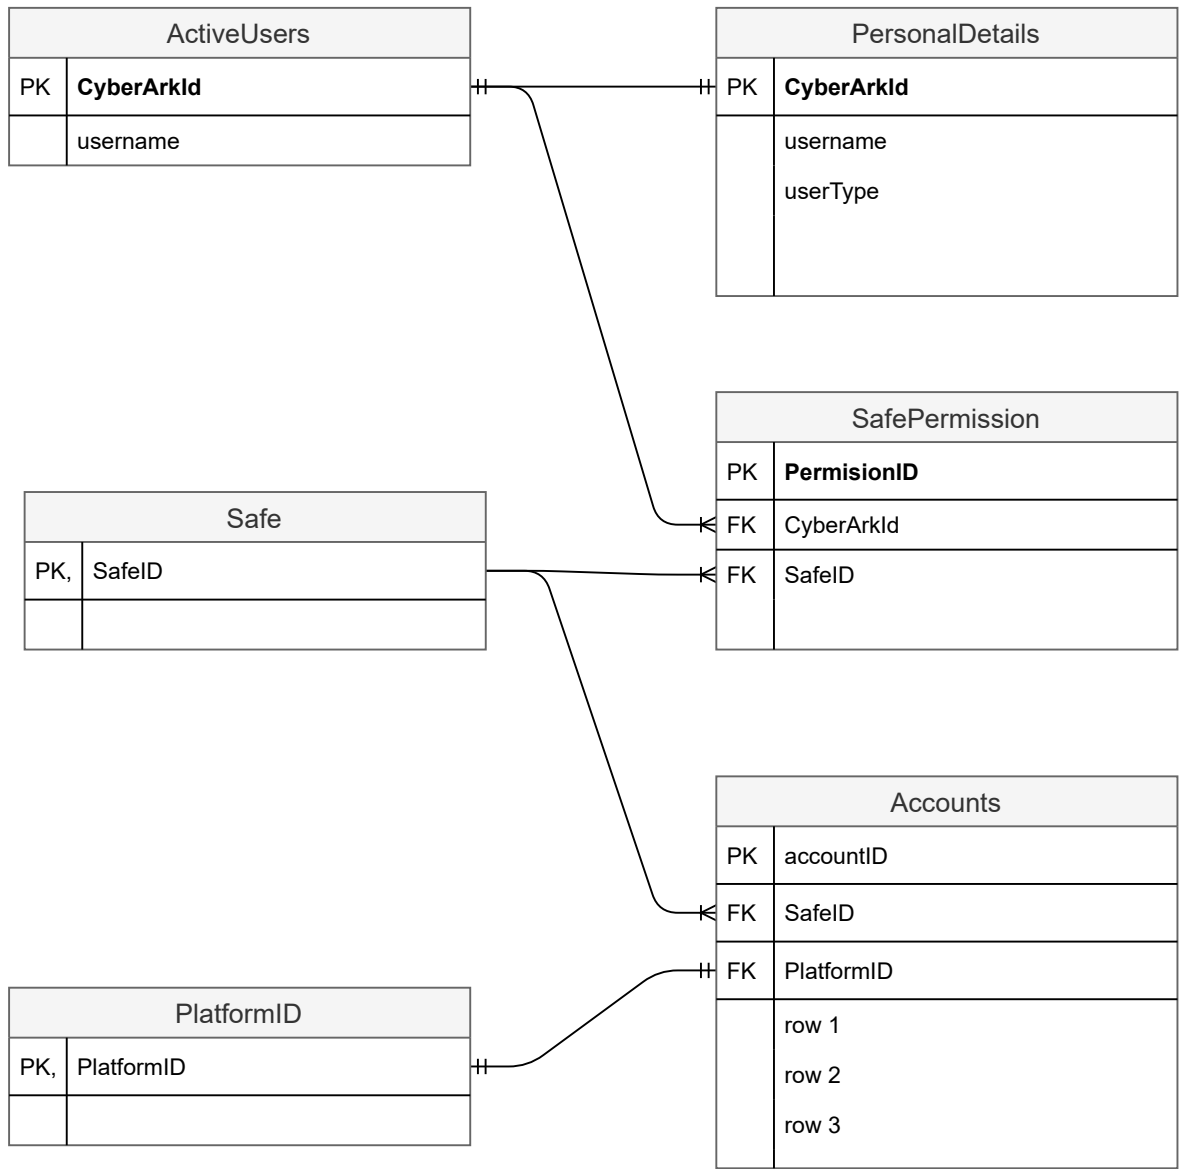 ActiveUsers
PK CyberArkId
username
PersonalDetails
PK CyberArkId
username
userType
SafePermission
PK PermisionID
FK CyberArkId
FK SafeID
Safe
PK, SafeID
Accounts
PK accountID
FK SafeID
FK PlatformID
row 1
row 2
row 3
PlatformID
PK, PlatformID